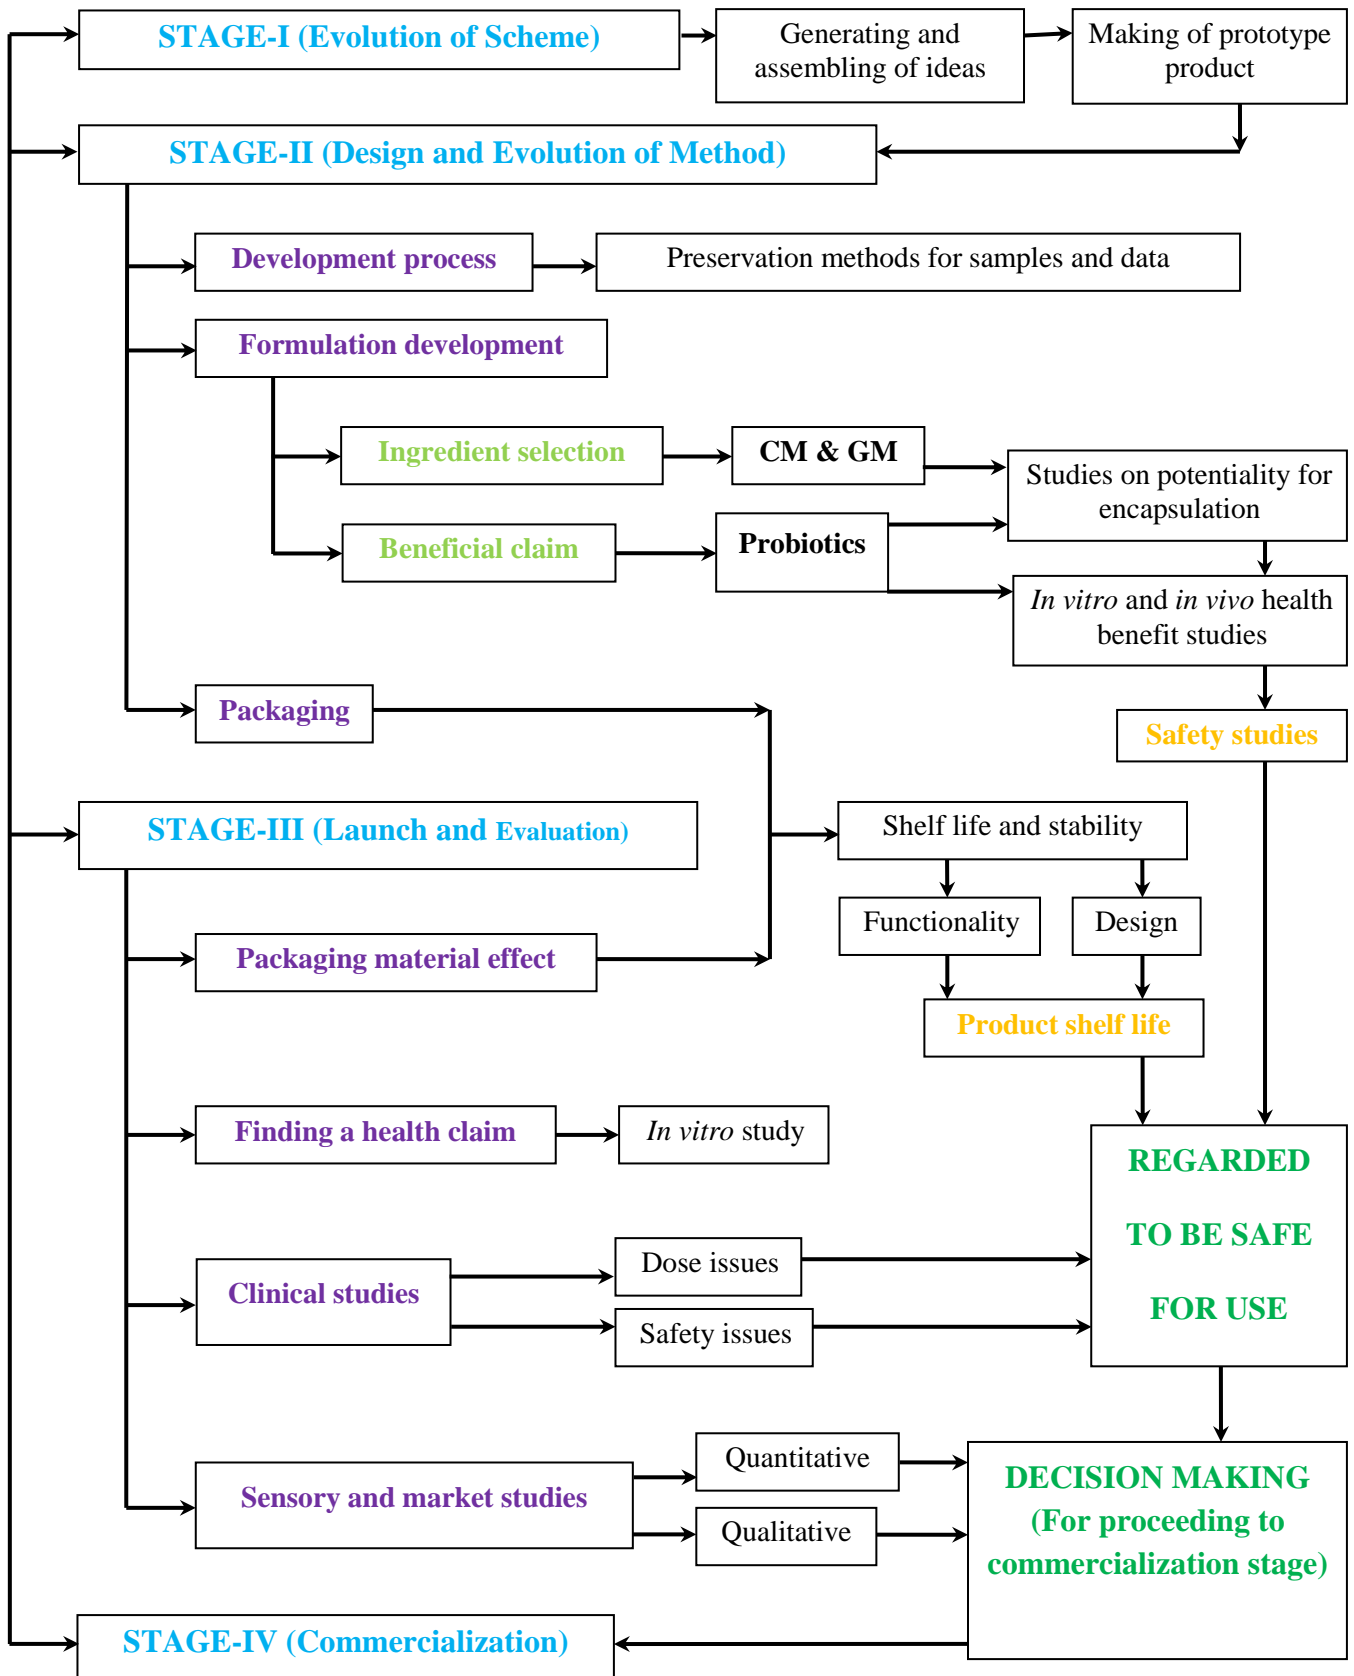 STAGE-I (Evolution of Scheme)
Generating and
assembling of ideas
Making of prototype
product
STAGE-II (Design and Evolution of Method)
Development process
Preservation methods for samples and data
Formulation development
Ingredient selection
CM & GM
Studies on potentiality for
encapsulation
Beneficial claim
Probiotics
In vitro and in vivo health
benefit studies
Packaging
Safety studies
STAGE-III (Launch and Evaluation)
Shelf life and stability
Functionality
Design
Packaging material effect
Product shelf life
Finding a health claim
In vitro study
REGARDED
TO BE SAFE
FOR USE
Clinical studies
Dose issues
Safety issues
Sensory and market studies
Quantitative
Qualitative
DECISION MAKING
(For proceeding to
commercialization stage)
STAGE-IV (Commercialization)